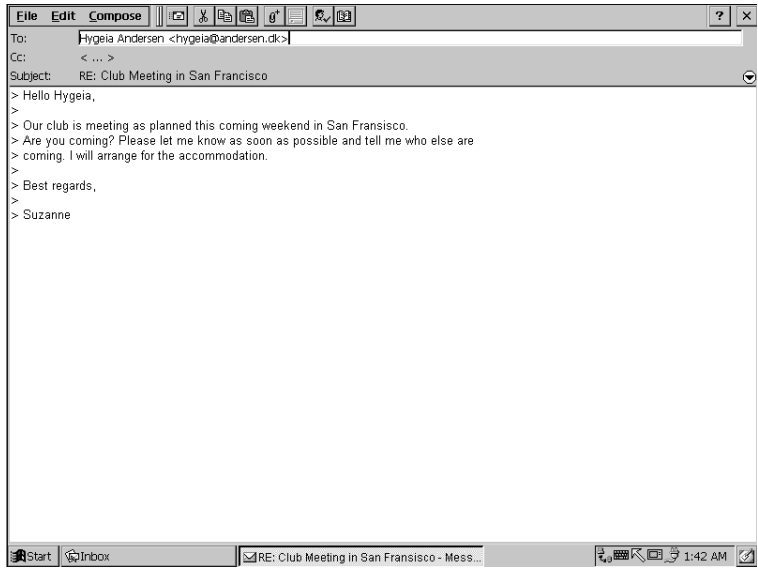 File Edit Compose ? ×
To: Hygeia Andersen <hygeia@andersen.dk>
Cc: < ... >
Subject: RE: Club Meeting in San Francisco
> Hello Hygeia,
>
> Our club is meeting as planned this coming weekend in San Fransisco.
> Are you coming? Please let me know as soon as possible and tell me who else are
> coming. I will arrange for the accommodation.
>
> Best regards,
>
> Suzanne
Start Inbox RE: Club Meeting in San Fransisco - Mess... 1:42 AM